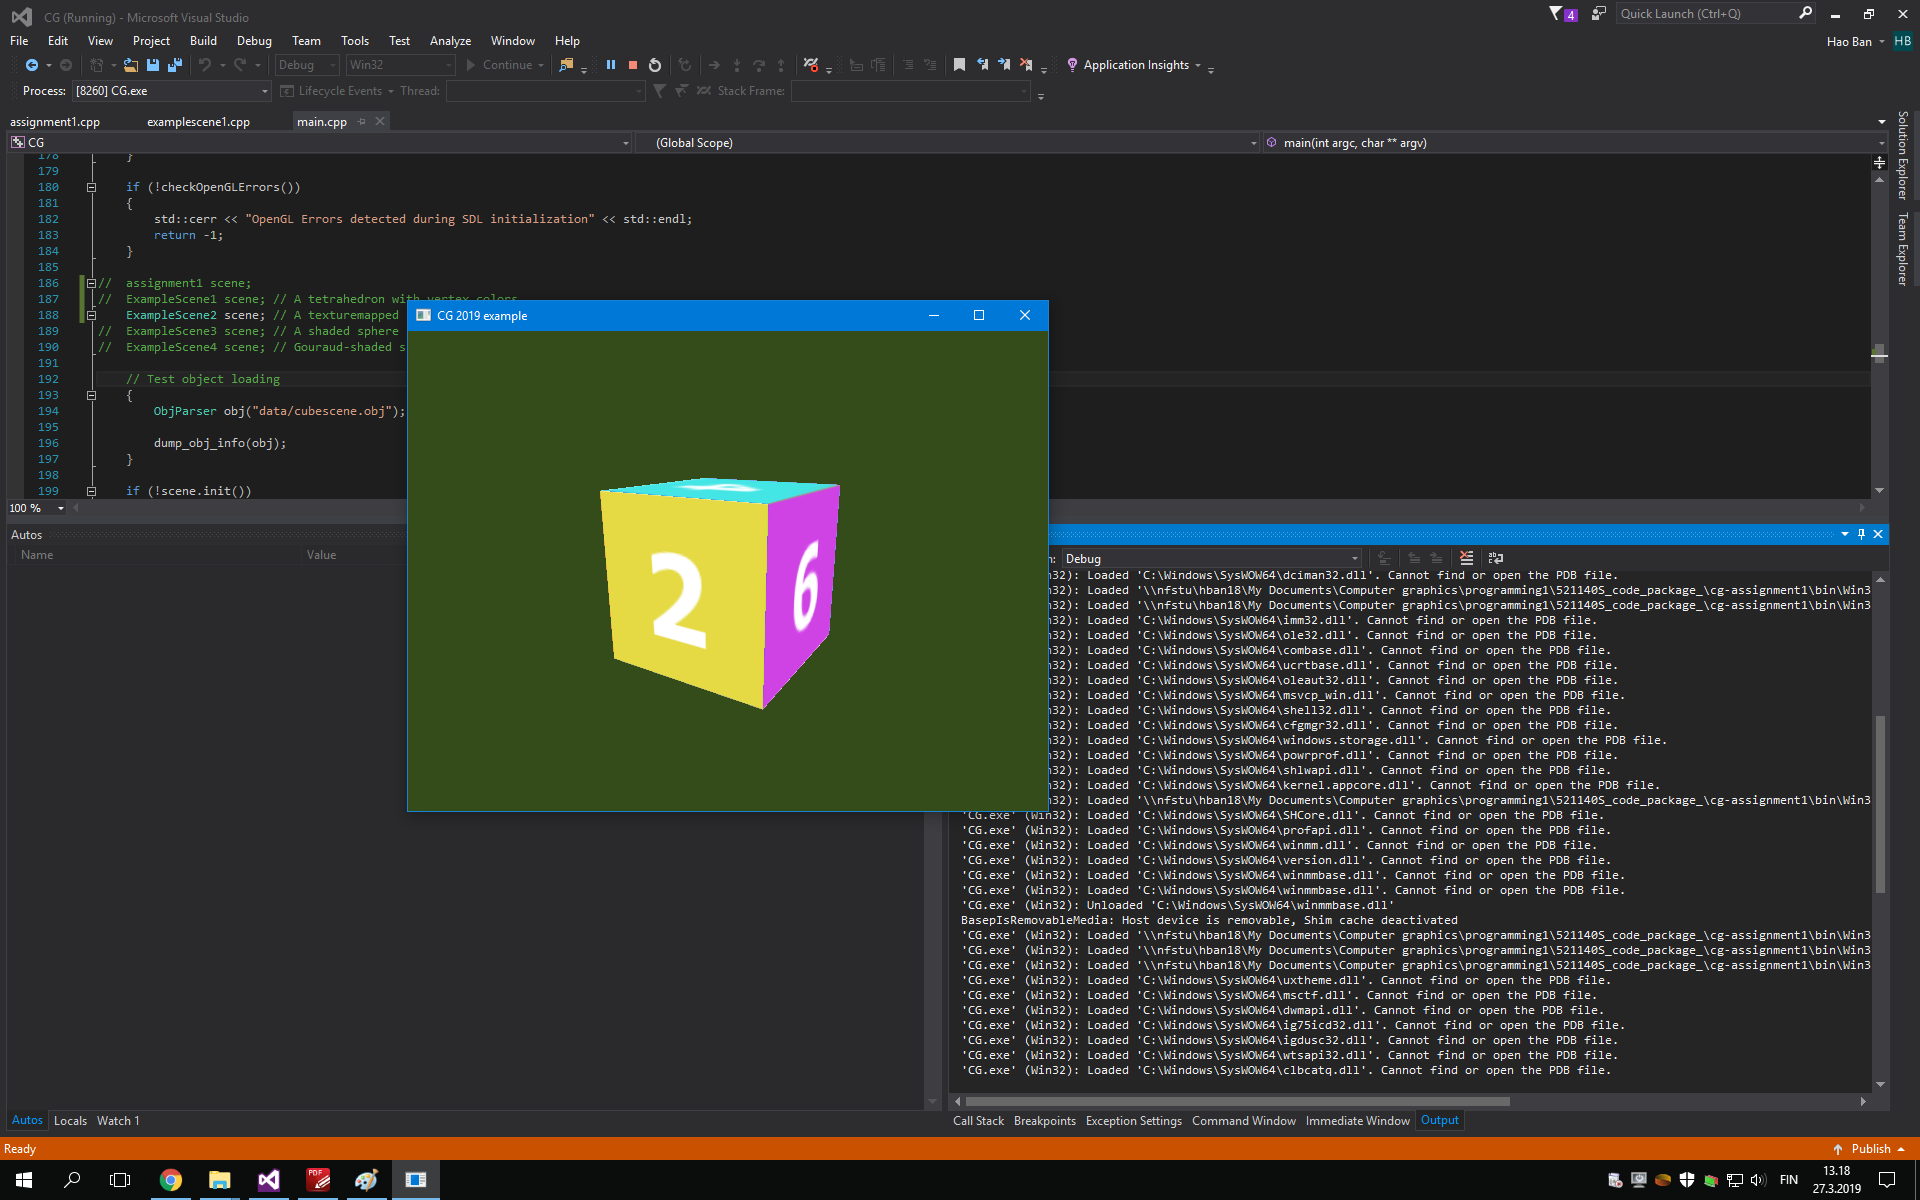 CG (Running) - Microsoft Visual Studio
4
Quick Launch (Ctrl+Q)
File Edit View Project Build Debug Team Tools Test Analyze Window Help
Hao Ban HB
Debug Win32 Continue Application Insights
Process: [8260] CG.exe Lifecycle Events Thread: Stack Frame:
assignment1.cpp examplescene1.cpp main.cpp
CG (Global Scope) main(int argc, char ** argv)
Solution Explorer
Team Explorer
178 }
179
180 if (!checkOpenGLErrors())
181 {
182 std::cerr << "OpenGL Errors detected during SDL initialization" << std::endl;
183 return -1;
184 }
185
186 // assignment1 scene;
187 // ExampleScene1 scene; // A tetrahedron with vertex colors
188 ExampleScene2 scene; // A texturemapped
189 // ExampleScene3 scene; // A shaded sphere
190 // ExampleScene4 scene; // Gouraud-shaded s
191
192 // Test object loading
193 {
194 ObjParser obj("data/cubescene.obj");
195
196 dump_obj_info(obj);
197 }
198
199 if (!scene.init())
100 %
CG 2019 example
2
6
Autos
Name Value
Debug
32): Loaded 'C:\Windows\SysWOW64\dciman32.dll'. Cannot find or open the PDB file.
32): Loaded '\\nfstu\hban18\My Documents\Computer graphics\programming1\521140S_code_package_\cg-assignment1\bin\Win3
32): Loaded '\\nfstu\hban18\My Documents\Computer graphics\programming1\521140S_code_package_\cg-assignment1\bin\Win3
32): Loaded 'C:\Windows\SysWOW64\imm32.dll'. Cannot find or open the PDB file.
32): Loaded 'C:\Windows\SysWOW64\ole32.dll'. Cannot find or open the PDB file.
32): Loaded 'C:\Windows\SysWOW64\combase.dll'. Cannot find or open the PDB file.
32): Loaded 'C:\Windows\SysWOW64\ucrtbase.dll'. Cannot find or open the PDB file.
32): Loaded 'C:\Windows\SysWOW64\oleaut32.dll'. Cannot find or open the PDB file.
32): Loaded 'C:\Windows\SysWOW64\msvcp_win.dll'. Cannot find or open the PDB file.
32): Loaded 'C:\Windows\SysWOW64\shell32.dll'. Cannot find or open the PDB file.
32): Loaded 'C:\Windows\SysWOW64\cfgmgr32.dll'. Cannot find or open the PDB file.
32): Loaded 'C:\Windows\SysWOW64\windows.storage.dll'. Cannot find or open the PDB file.
32): Loaded 'C:\Windows\SysWOW64\powrprof.dll'. Cannot find or open the PDB file.
32): Loaded 'C:\Windows\SysWOW64\shlwapi.dll'. Cannot find or open the PDB file.
32): Loaded 'C:\Windows\SysWOW64\kernel.appcore.dll'. Cannot find or open the PDB file.
32): Loaded '\\nfstu\hban18\My Documents\Computer graphics\programming1\521140S_code_package_\cg-assignment1\bin\Win3
'CG.exe' (Win32): Loaded 'C:\Windows\SysWOW64\SHCore.dll'. Cannot find or open the PDB file.
'CG.exe' (Win32): Loaded 'C:\Windows\SysWOW64\profapi.dll'. Cannot find or open the PDB file.
'CG.exe' (Win32): Loaded 'C:\Windows\SysWOW64\winmm.dll'. Cannot find or open the PDB file.
'CG.exe' (Win32): Loaded 'C:\Windows\SysWOW64\version.dll'. Cannot find or open the PDB file.
'CG.exe' (Win32): Loaded 'C:\Windows\SysWOW64\winmmbase.dll'. Cannot find or open the PDB file.
'CG.exe' (Win32): Loaded 'C:\Windows\SysWOW64\winmmbase.dll'. Cannot find or open the PDB file.
'CG.exe' (Win32): Unloaded 'C:\Windows\SysWOW64\winmmbase.dll'
BasepIsRemovableMedia: Host device is removable, Shim cache deactivated
'CG.exe' (Win32): Loaded '\\nfstu\hban18\My Documents\Computer graphics\programming1\521140S_code_package_\cg-assignment1\bin\Win3
'CG.exe' (Win32): Loaded '\\nfstu\hban18\My Documents\Computer graphics\programming1\521140S_code_package_\cg-assignment1\bin\Win3
'CG.exe' (Win32): Loaded '\\nfstu\hban18\My Documents\Computer graphics\programming1\521140S_code_package_\cg-assignment1\bin\Win3
'CG.exe' (Win32): Loaded 'C:\Windows\SysWOW64\uxtheme.dll'. Cannot find or open the PDB file.
'CG.exe' (Win32): Loaded 'C:\Windows\SysWOW64\msctf.dll'. Cannot find or open the PDB file.
'CG.exe' (Win32): Loaded 'C:\Windows\SysWOW64\dwmapi.dll'. Cannot find or open the PDB file.
'CG.exe' (Win32): Loaded 'C:\Windows\SysWOW64\ig75icd32.dll'. Cannot find or open the PDB file.
'CG.exe' (Win32): Loaded 'C:\Windows\SysWOW64\igdusc32.dll'. Cannot find or open the PDB file.
'CG.exe' (Win32): Loaded 'C:\Windows\SysWOW64\wtsapi32.dll'. Cannot find or open the PDB file.
'CG.exe' (Win32): Loaded 'C:\Windows\SysWOW64\clbcatq.dll'. Cannot find or open the PDB file.
Autos Locals Watch 1
Call Stack Breakpoints Exception Settings Command Window Immediate Window Output
Ready
Publish
PDF
FIN
13.18
27.3.2019